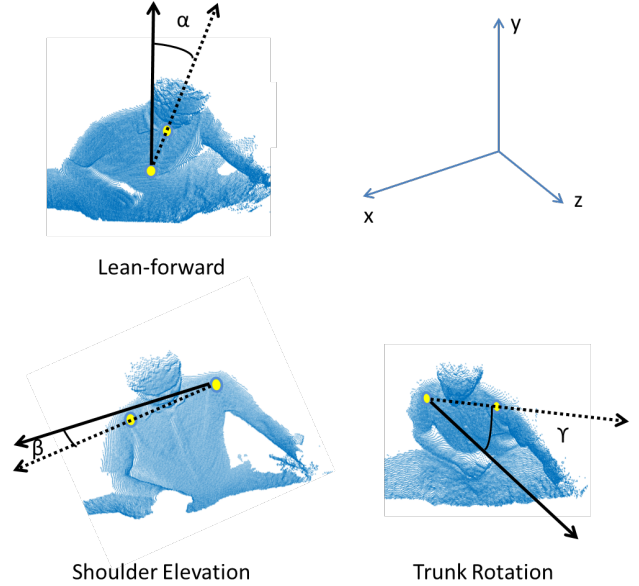 α
y
x
z
Lean-forward
β
ɣ
Shoulder Elevation
Trunk Rotation